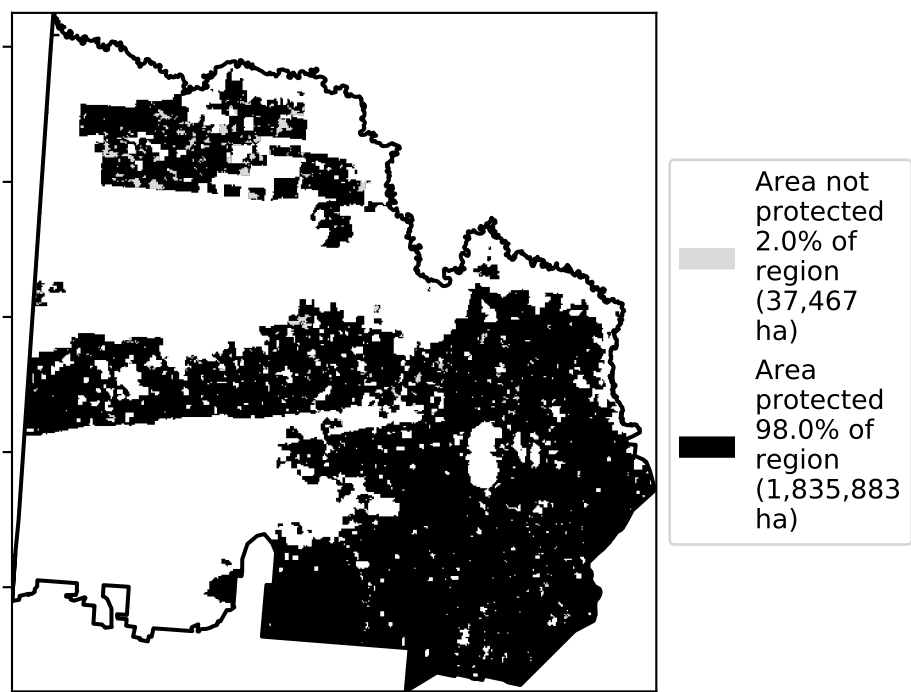 Area not
protected
2.0% of
region
(37,467
ha)
Area
protected
98.0% of
region
(1,835,883
ha)